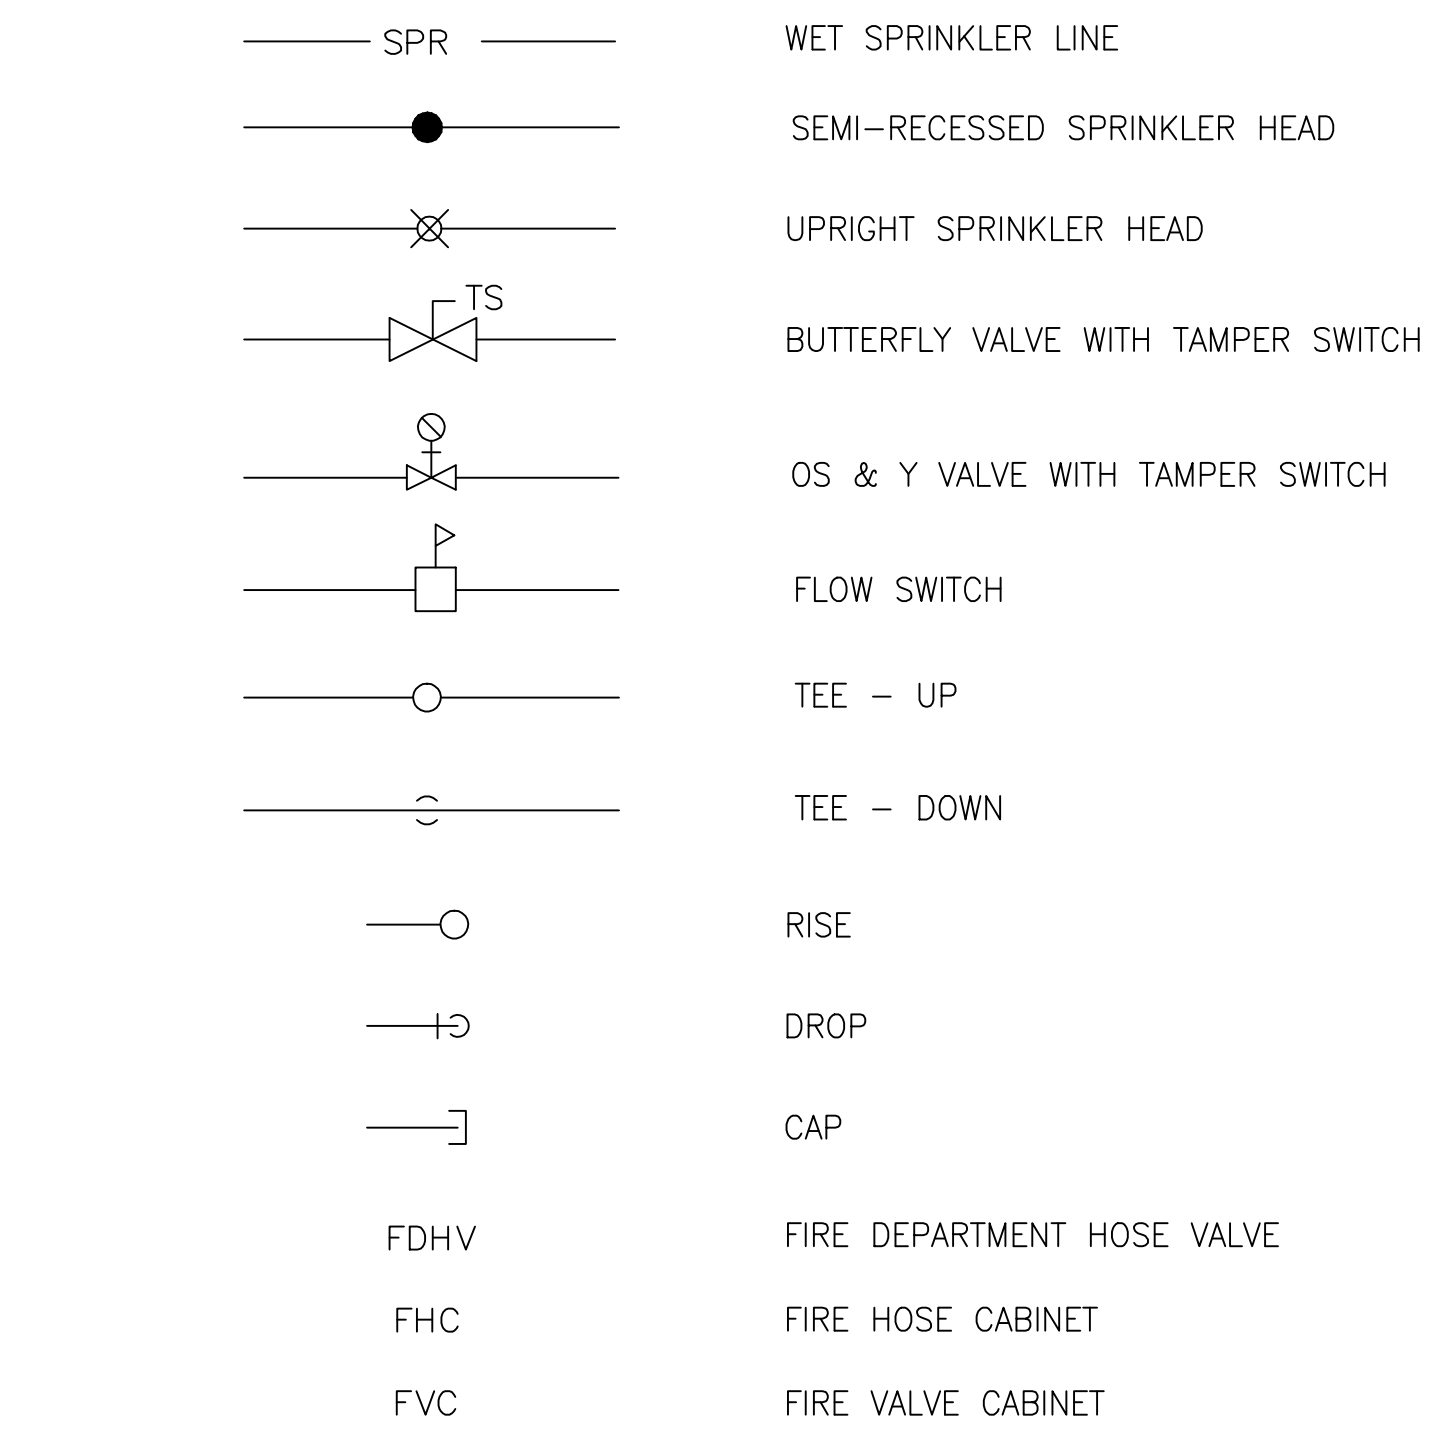 SPR WET SPRINKLER LINE
SEMI-RECESSED SPRINKLER HEAD
UPRIGHT SPRINKLER HEAD
TS BUTTERFLY VALVE WITH TAMPER SWITCH
OS & Y VALVE WITH TAMPER SWITCH
FLOW SWITCH
TEE - UP
TEE - DOWN
RISE
DROP
CAP
FDHV FIRE DEPARTMENT HOSE VALVE
FHC FIRE HOSE CABINET
FVC FIRE VALVE CABINET